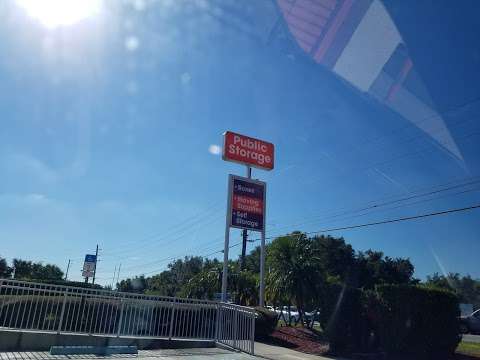 Public
Storage
Boxes
Moving
Supplies
Self
Storage